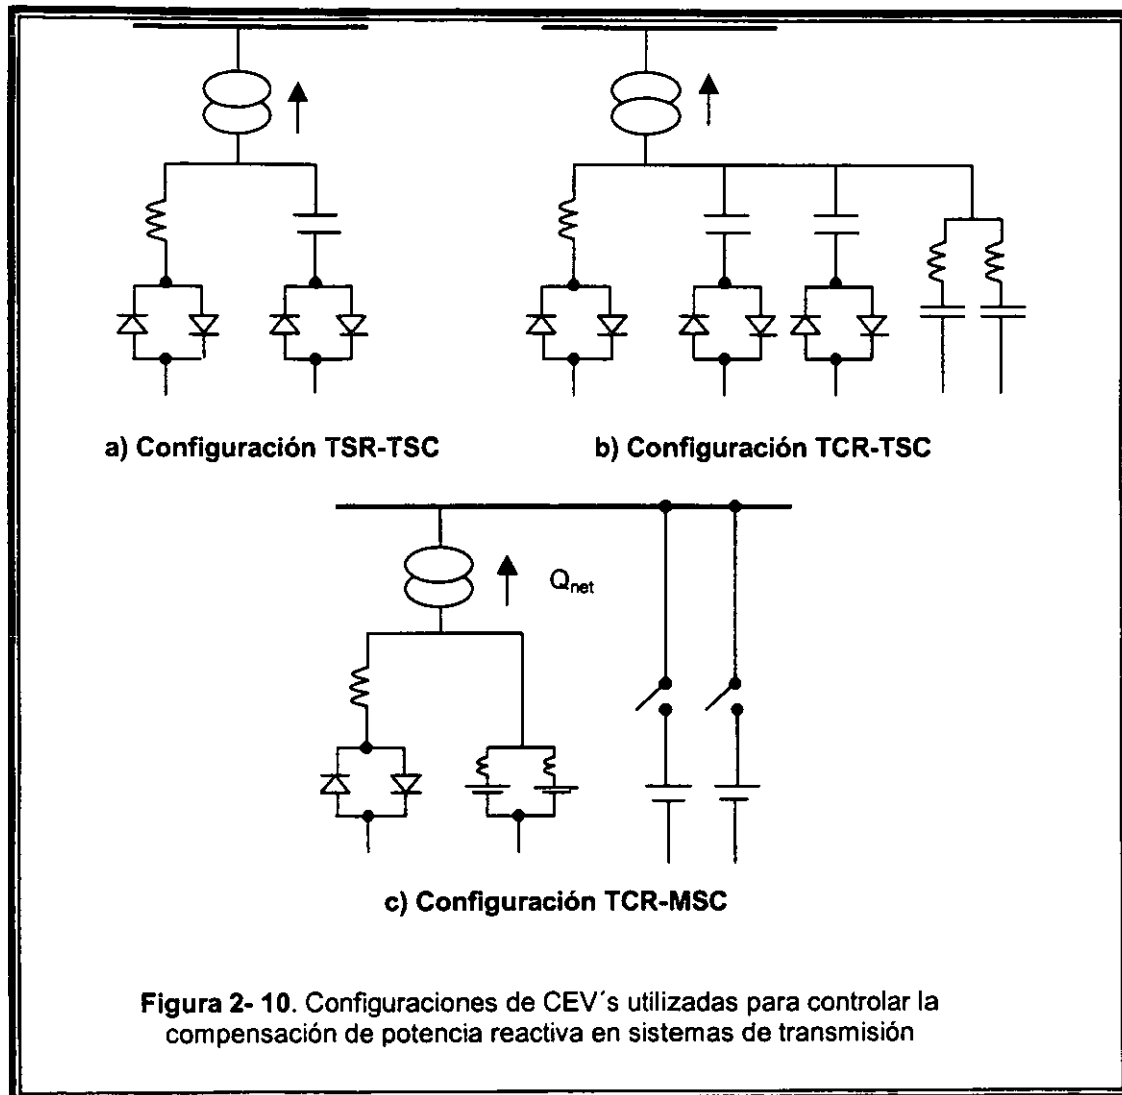 a) Configuración TSR-TSC
b) Configuración TCR-TSC
Qnet
c) Configuración TCR-MSC
Figura 2- 10. Configuraciones de CEV´s utilizadas para controlar la
compensación de potencia reactiva en sistemas de transmisión